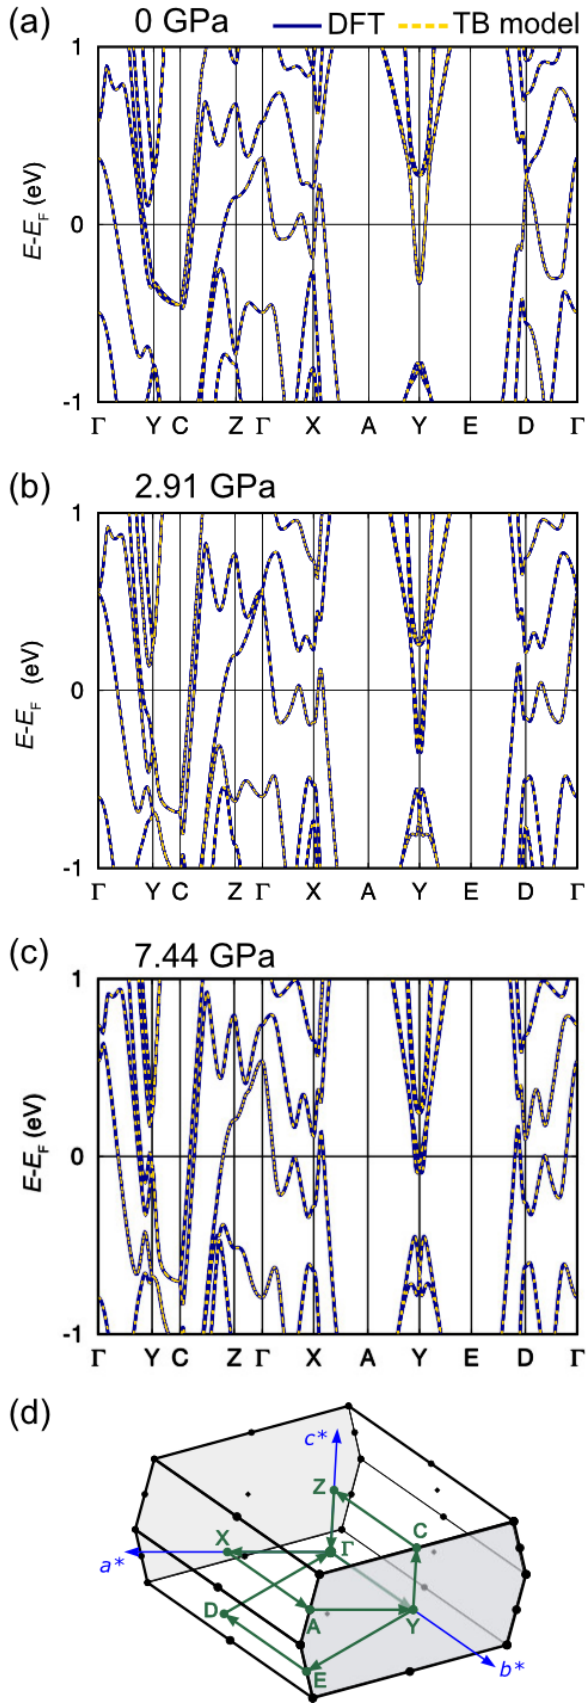 (a) 0 GPa DFT TB model
1
E-E_F (eV)
0
-1
Γ Y C Z Γ X A Y E D Γ
(b) 2.91 GPa
1
E-E_F (eV)
0
-1
Γ Y C Z Γ X A Y E D Γ
(c) 7.44 GPa
1
E-E_F (eV)
0
-1
Γ Y C Z Γ X A Y E D Γ
(d)
c*
Z
C
X Γ
a*
D
A Y
E
b*